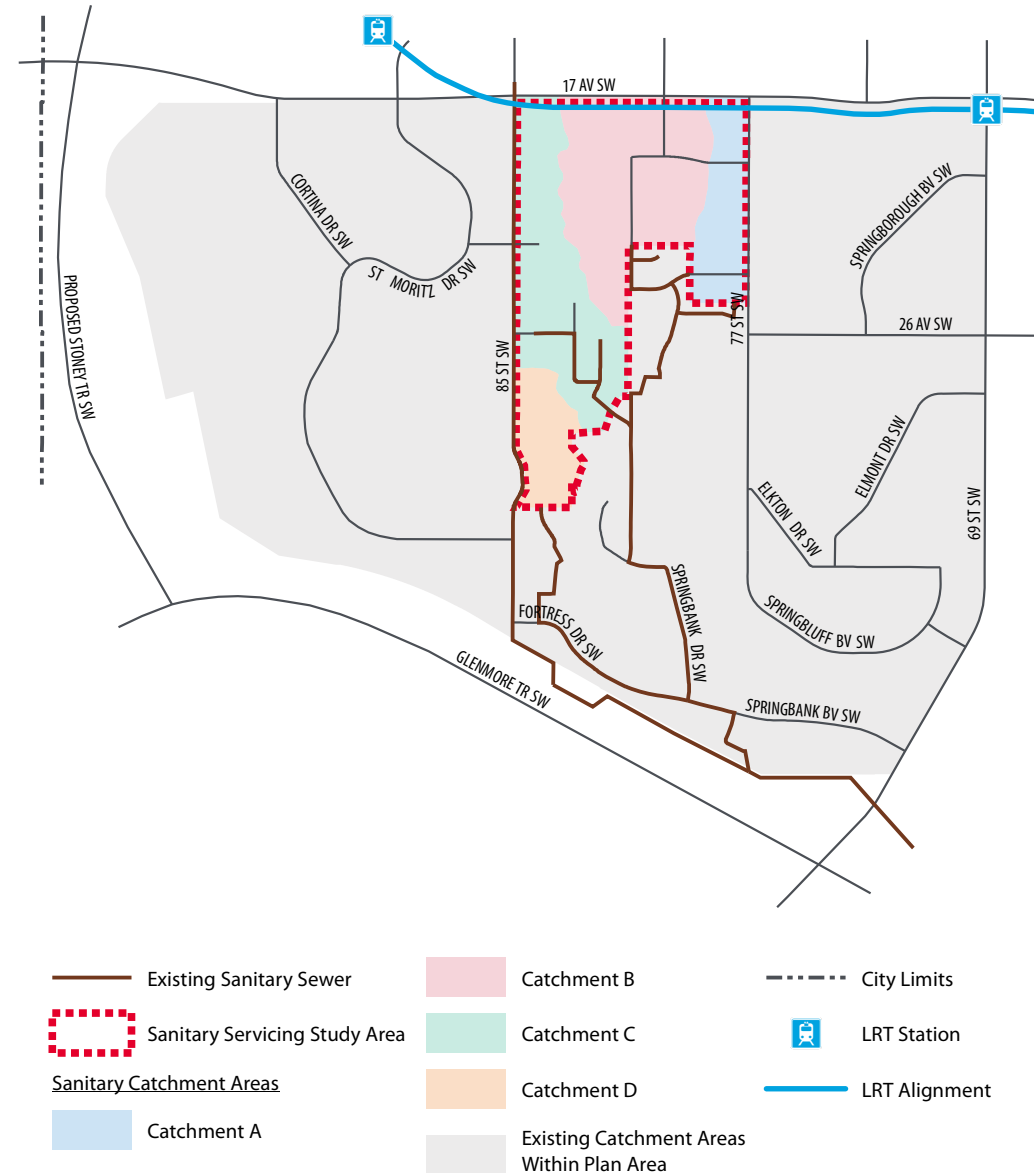 17 AV SW
CORTINA DR SW
ST MORITZ DR SW
SPRINGBOROUGH BV SW
PROPOSED STONEY TR SW
85 ST SW
77 ST SW
26 AV SW
ELMONT DR SW
ELKTON DR SW
69 ST SW
SPRINGBANK DR SW
FORTRESS DR SW
SPRINGBLUFF BV SW
GLENMORE TR SW
SPRINGBANK BV SW
Existing Sanitary Sewer
Sanitary Servicing Study Area
Sanitary Catchment Areas
Catchment A
Catchment B
Catchment C
Catchment D
Existing Catchment Areas
Within Plan Area
City Limits
LRT Station
LRT Alignment